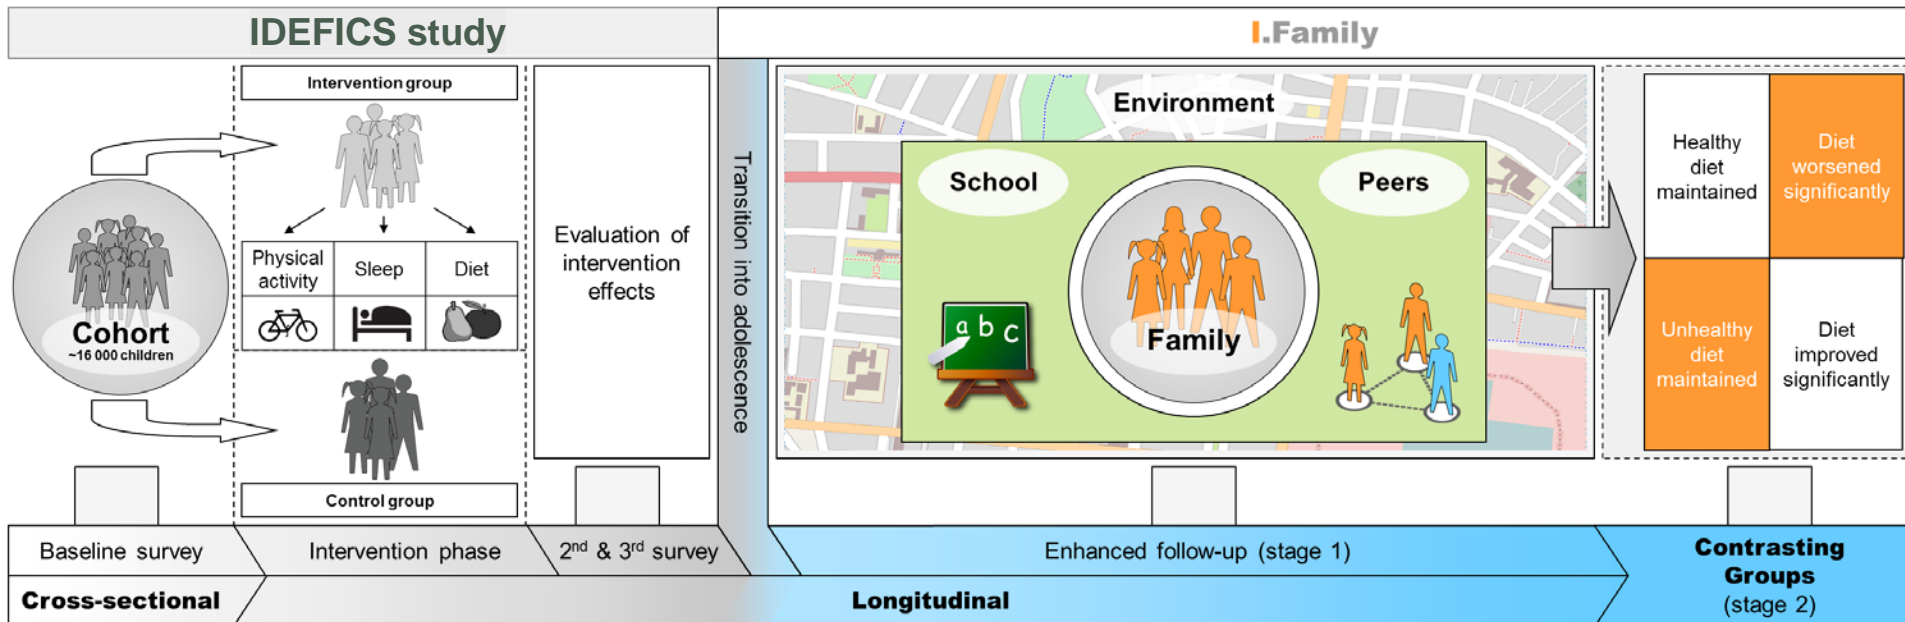 IDEFICS study
I.Family
Intervention group
Physical
activity
Sleep
Diet
Cohort
~16 000 children
Control group
Evaluation of
intervention
effects
Transition into adolescence
Environment
School
Peers
a b c
Family
Healthy
diet
maintained
Diet
worsened
significantly
Unhealthy
diet
maintained
Diet
improved
significantly
Baseline survey
Intervention phase
2nd & 3rd survey
Enhanced follow-up (stage 1)
Contrasting
Groups
(stage 2)
Cross-sectional
Longitudinal